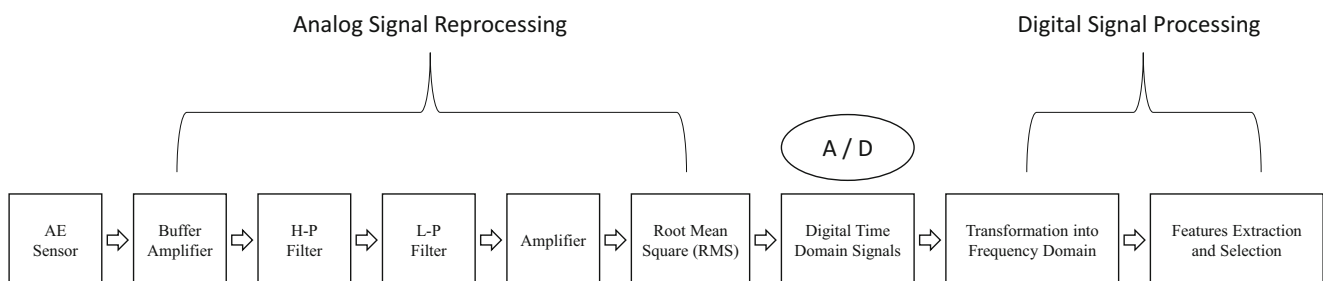 Analog Signal Reprocessing
Digital Signal Processing
A / D
AE
Sensor
Buffer
Amplifier
H-P
Filter
L-P
Filter
Amplifier
Root Mean
Square (RMS)
Digital Time
Domain Signals
Transformation into
Frequency Domain
Features Extraction
and Selection